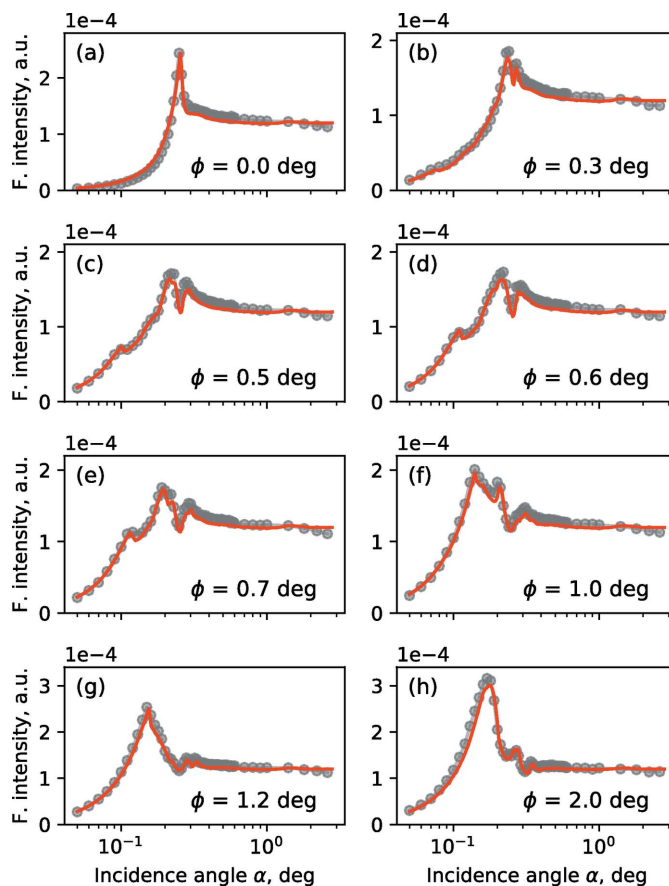 1e−4
1e−4
(a)
(b)
F. intensity, a.u.
2
1
0
ϕ = 0.0 deg
2
1
0
ϕ = 0.3 deg
1e−4
1e−4
(c)
(d)
F. intensity, a.u.
2
1
0
ϕ = 0.5 deg
2
1
0
ϕ = 0.6 deg
1e−4
1e−4
(e)
(f)
F. intensity, a.u.
2
1
0
ϕ = 0.7 deg
2
1
0
ϕ = 1.0 deg
1e−4
1e−4
(g)
(h)
F. intensity, a.u.
3
2
1
0
ϕ = 1.2 deg
3
2
1
0
ϕ = 2.0 deg
10⁻¹ 10⁰
10⁻¹ 10⁰
Incidence angle α, deg
Incidence angle α, deg